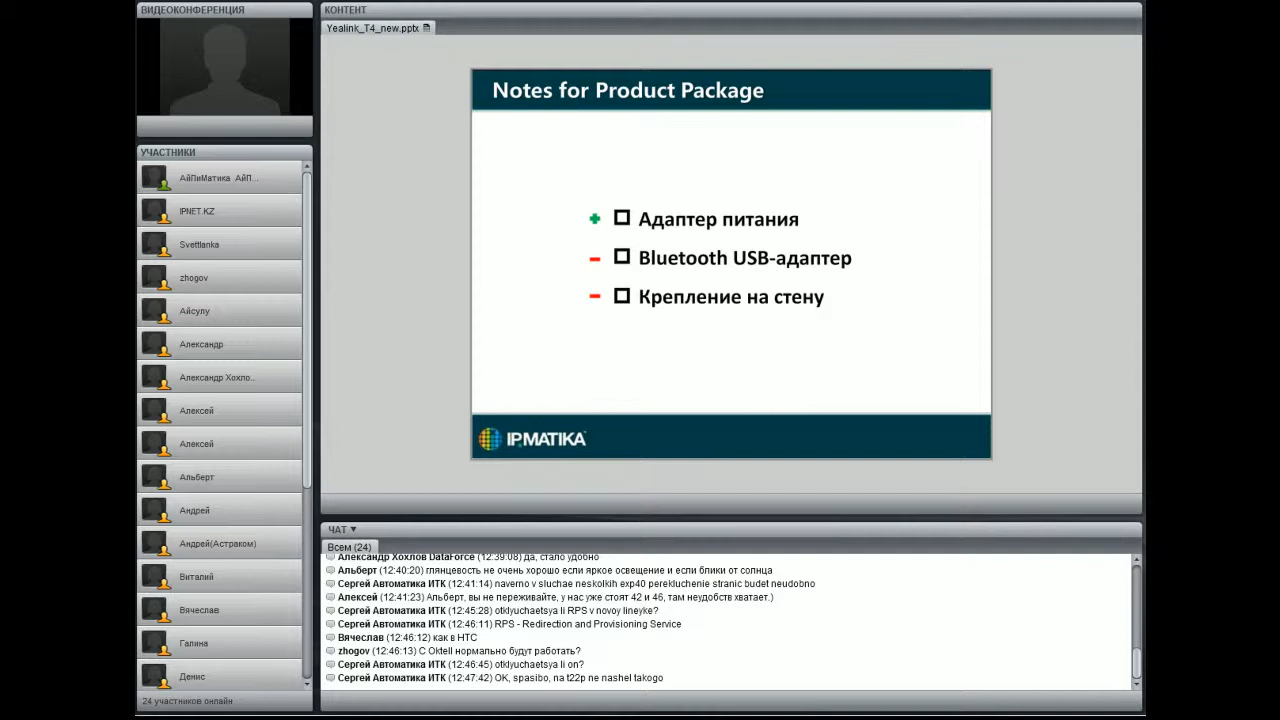 ВИДЕОКОНФЕРЕНЦИЯ
УЧАСТНИКИ
АйПиМатика АйП...
IPNET.KZ
Svettlanka
zhogov
Айсулу
Александр
Александр Хохло..
Алексей
Алексей
Альберт
Андрей
Андрей(Астраком)
Виталий
Вячеслав
Галина
Денис
24 участников онлайн
КОНТЕНТ
Yealink_T4_new.pptx
Notes for Product Package
+ Адаптер питания
- Bluetooth USB-адаптер
- Крепление на стену
IPMATIKA
ЧАТ
Всем (24)
Александр Хохлов DataForce (12:39:08) да, стало удобно
Альберт (12:40:20) глянцевость не очень хорошо если яркое освещение и если блики от солнца
Сергей Автоматика ИТК (12:41:14) naverno v sluchae neskolkih exp40 perekluchenie stranic budet neudobno
Алексей (12:41:23) Альберт, вы не переживайте, у нас уже стоят 42 и 46, там неудобств хватает.)
Сергей Автоматика ИТК (12:45:28) otklyuchaetsya li RPS v novoy lineyke?
Сергей Автоматика ИТК (12:46:11) RPS - Redirection and Provisioning Service
Вячеслав (12:46:12) как в HTC
zhogov (12:46:13) С Oktell нормально будут работать?
Сергей Автоматика ИТК (12:46:45) otklyuchaetsya li on?
Сергей Автоматика ИТК (12:47:42) OK, spasibo, na t22p ne nashel takogo